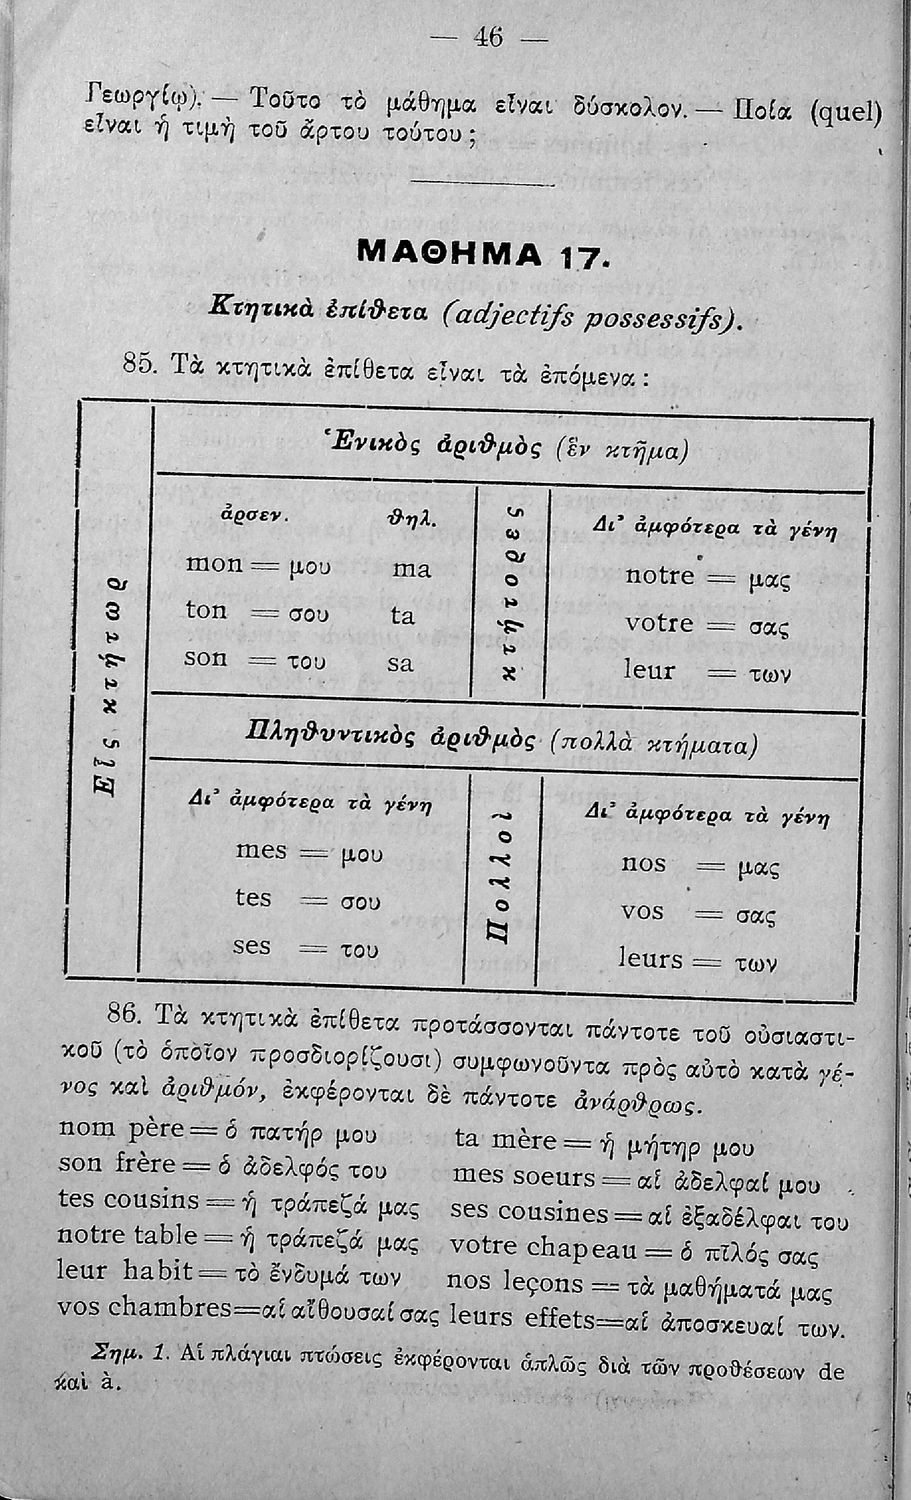 — 46 —
Γεωργίῳ). — Τοῦτο τὸ μάθημα εἶναι δύσκολον. — Ποία (quel)
εἶναι ἡ τιμὴ τοῦ ἄρτου τούτου ;
ΜΑΘΗΜΑ 17.
Κτητικὰ ἐπίθετα (adjectifs possessifs).
85. Τὰ κτητικὰ ἐπίθετα εἶναι τὰ ἑπόμενα :
Εἷς κτήτωρ
Ἑνικὸς ἀριθμὸς (ἓν κτῆμα)
ἀρσεν. θηλ.
mon = μου ma
ton = σου ta
son = του sa
κτήτορες
Δι’ ἀμφότερα τὰ γένη
notre = μας
votre = σας
leur = των
Πληθυντικὸς ἀριθμὸς (πολλὰ κτήματα)
Δι’ ἀμφότερα τὰ γένη
mes = μου
tes = σου
ses = του
Πολλοὶ
Δι’ ἀμφότερα τὰ γένη
nos = μας
vos = σας
leurs = των
86. Τὰ κτητικὰ ἐπίθετα προτάσσονται πάντοτε τοῦ οὐσιαστι-
κοῦ (τὸ ὁποῖον προσδιορίζουσι) συμφωνοῦντα πρὸς αὐτὸ κατὰ γέ-
νος καὶ ἀριθμόν, ἐκφέρονται δὲ πάντοτε ἀνάρθρως.
nom père = ὁ πατήρ μου ta mère = ἡ μήτηρ μου
son frère = ὁ ἀδελφός του mes soeurs = αἱ ἀδελφαί μου
tes cousins = ἡ τράπεζά μας ses cousines = αἱ ἐξαδέλφαι του
notre table = ἡ τράπεζά μας votre chapeau = ὁ πῖλός σας
leur habit = τὸ ἔνδυμά των nos leçons = τὰ μαθήματά μας
vos chambres=αἱ αἴθουσαί σας leurs effets=αἱ ἀποσκευαί των.
Σημ. 1. Αἱ πλάγιαι πτώσεις ἐκφέρονται ἁπλῶς διὰ τῶν προθέσεων de
καὶ à.